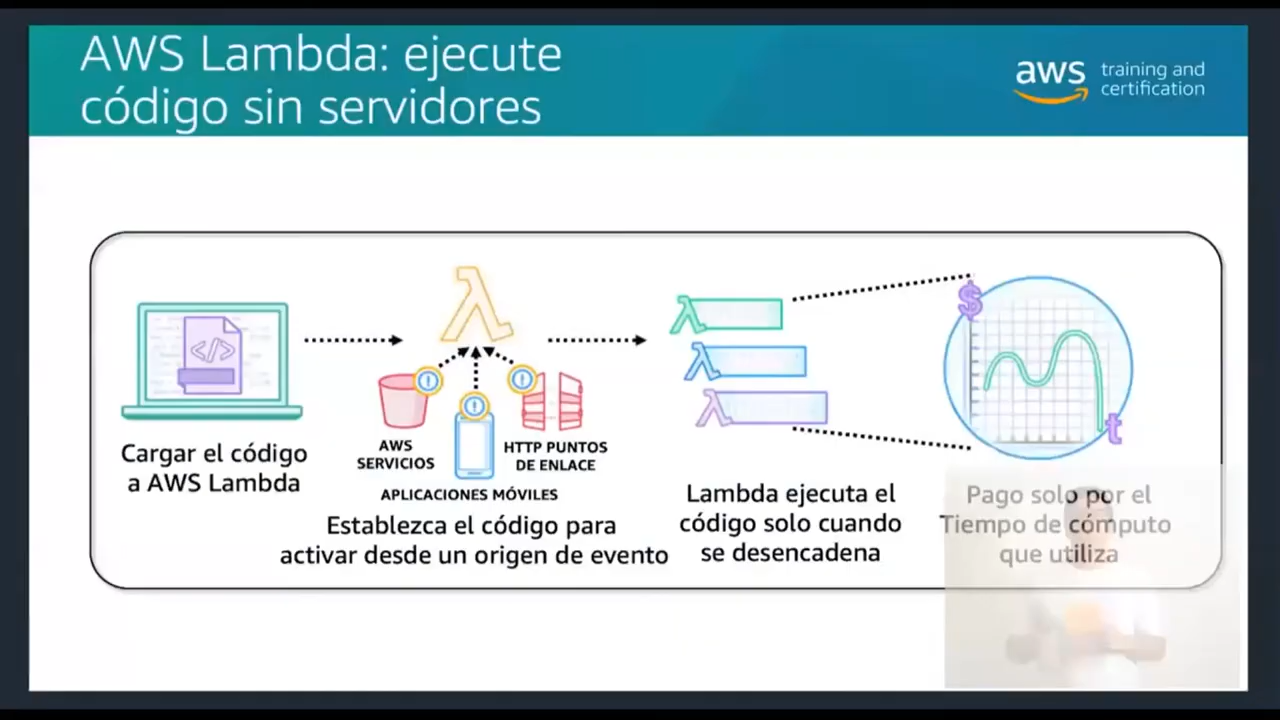 AWS Lambda: ejecute
código sin servidores
aws
training and
certification
Cargar el código
a AWS Lambda
AWS
SERVICIOS
APLICACIONES MÓVILES
HTTP PUNTOS
DE ENLACE
Establezca el código para
activar desde un origen de evento
Lambda ejecuta el
código solo cuando
se desencadena
$
t
Pago solo por el
Tiempo de cómputo
que utiliza